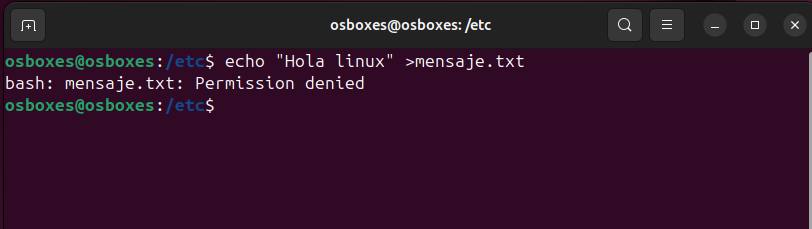 osboxes@osboxes: /etc
osboxes@osboxes:/etc$ echo "Hola linux" >mensaje.txt
bash: mensaje.txt: Permission denied
osboxes@osboxes:/etc$